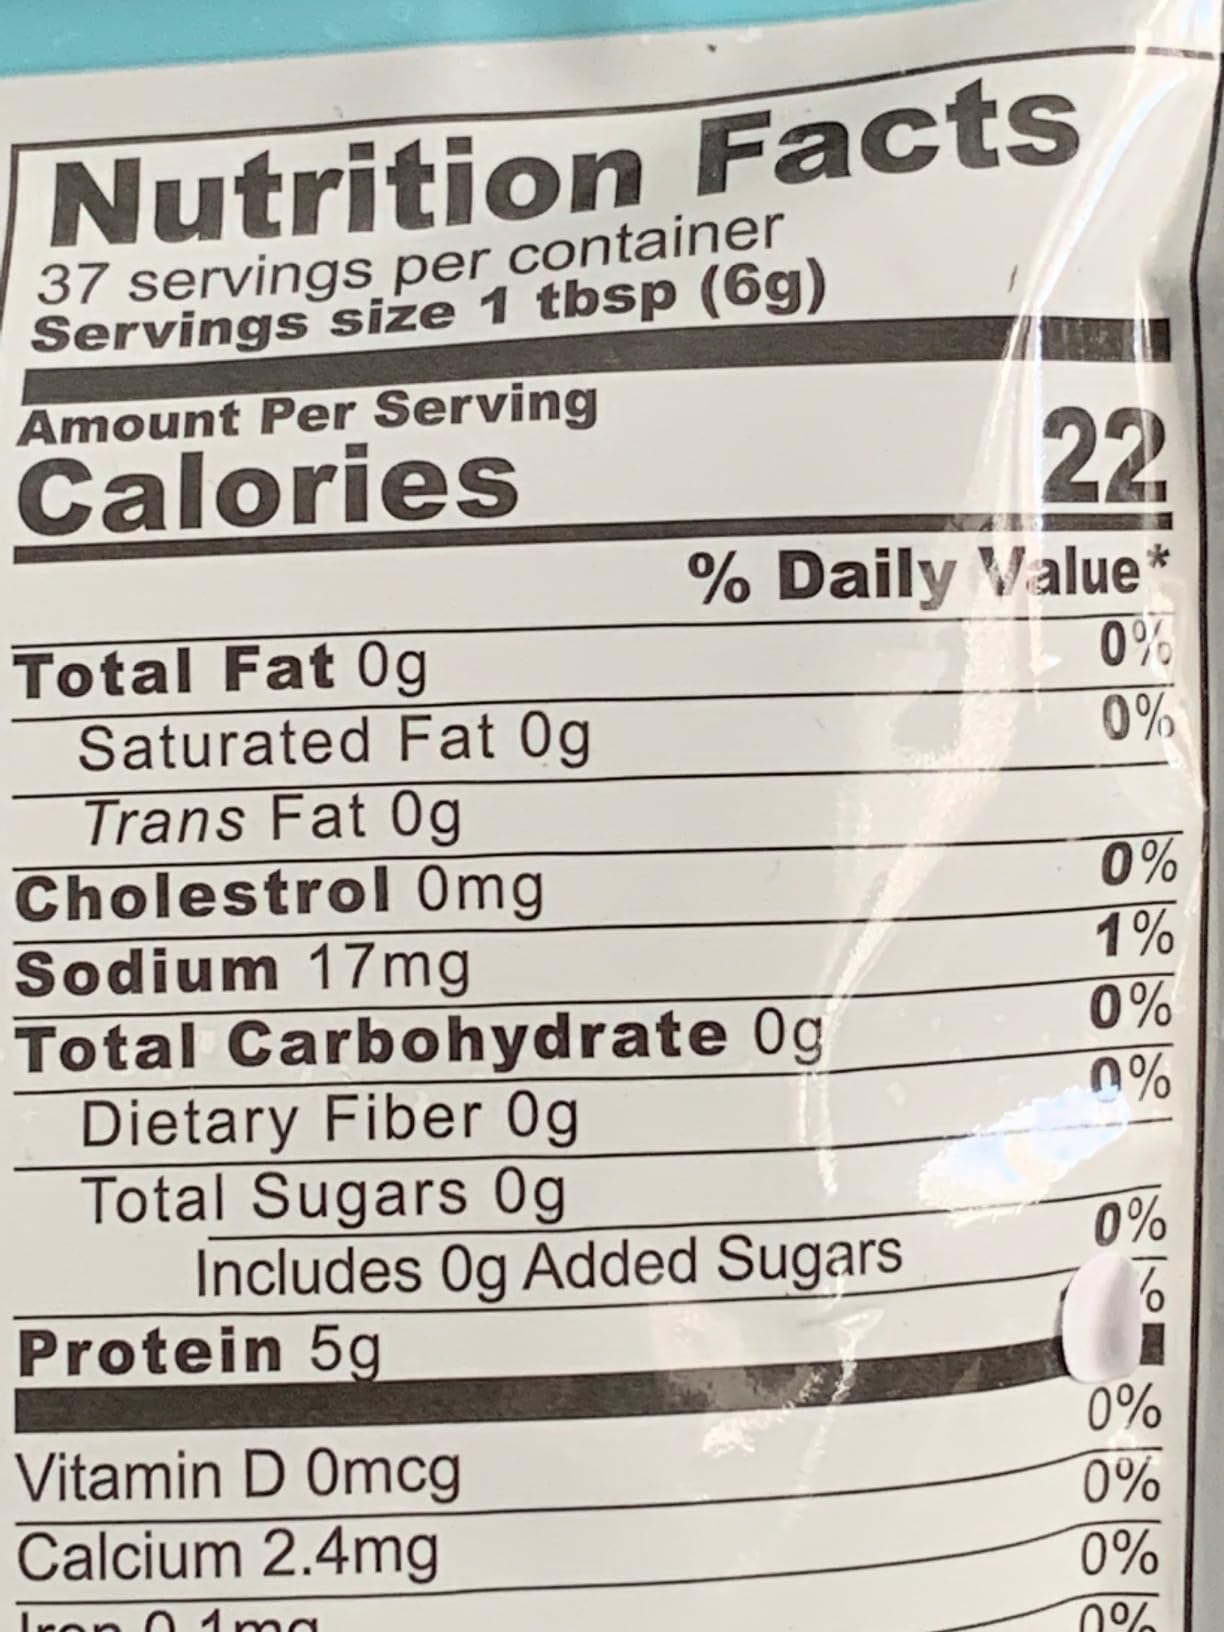 Nutrition Facts
37 servings per container
Servings size 1 tbsp (6g)
Amount Per Serving
Calories 22
% Daily Value*
Total Fat 0g 0%
Saturated Fat 0g 0%
Trans Fat 0g
Cholestrol 0mg 0%
Sodium 17mg 1%
Total Carbohydrate 0g 0%
Dietary Fiber 0g 0%
Total Sugars 0g
Includes 0g Added Sugars 0%
Protein 5g %
0%
Vitamin D 0mcg 0%
Calcium 2.4mg 0%
Iron 0.1mg 0%